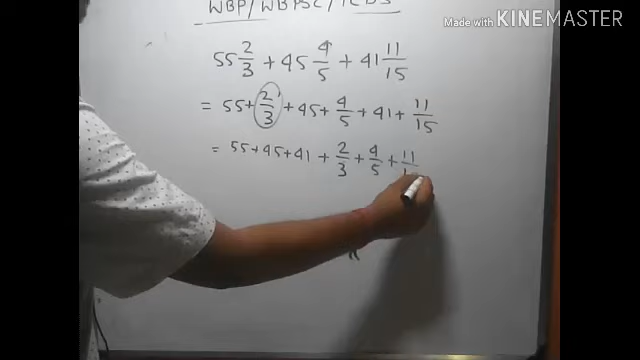 Made with KINEMASTER
WBP/WBPSC/ICDS
55 2/3 + 45 4/5 + 41 11/15
= 55 + 2/3 + 45 + 4/5 + 41 + 11/15
= 55 + 45 + 41 + 2/3 + 4/5 + 11/